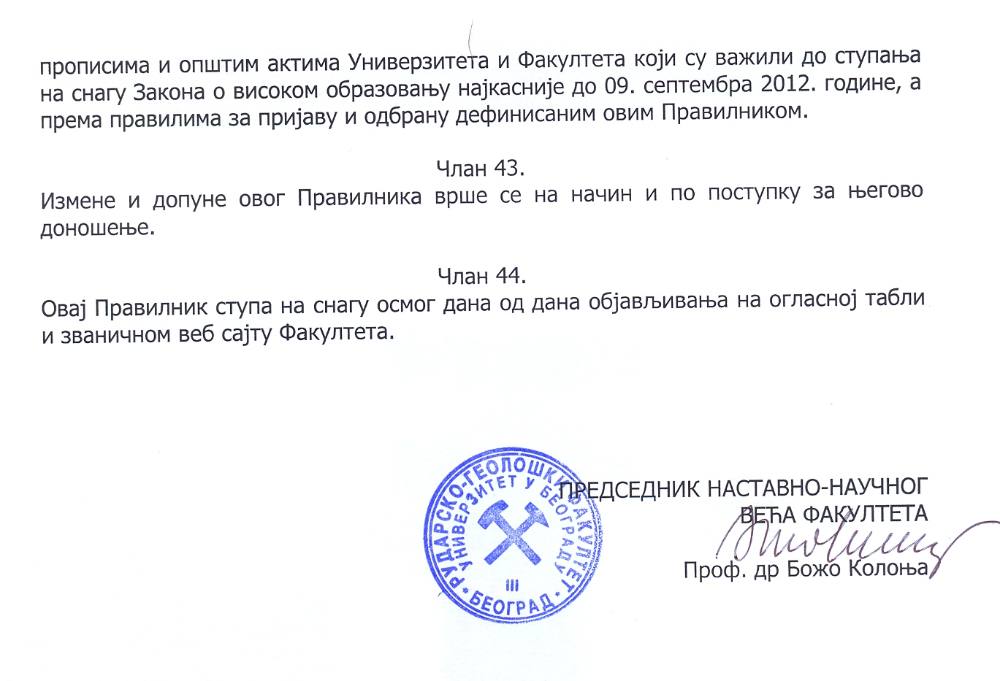 прописима и општим актима Универзитета и Факултета који су важили до ступања
на снагу Закона о високом образовању најкасније до 09. септембра 2012. године, а
према правилима за пријаву и одбрану дефинисаним овим Правилником.
Члан 43.
Измене и допуне овог Правилника врше се на начин и по поступку за његово
доношење.
Члан 44.
Овај Правилник ступа на снагу осмог дана од дана објављивања на огласној табли
и званичном веб сајту Факултета.
РУДАРСКО-ГЕОЛОШКИ ФАКУЛТЕТ
УНИВЕРЗИТЕТ У БЕОГРАДУ
III
БЕОГРАД
ПРЕДСЕДНИК НАСТАВНО-НАУЧНОГ
ВЕЋА ФАКУЛТЕТА
Проф. др Божо Колоња